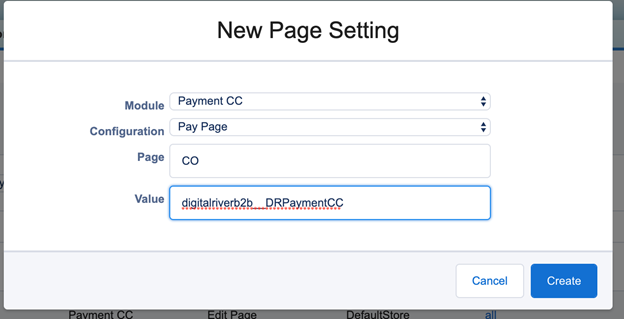 New Page Setting
Module Payment CC
Configuration Pay Page
Page CO
Value digitalriverb2b__DRPaymentCC
Cancel Create
Payment CC Edit Page DefaultStore all